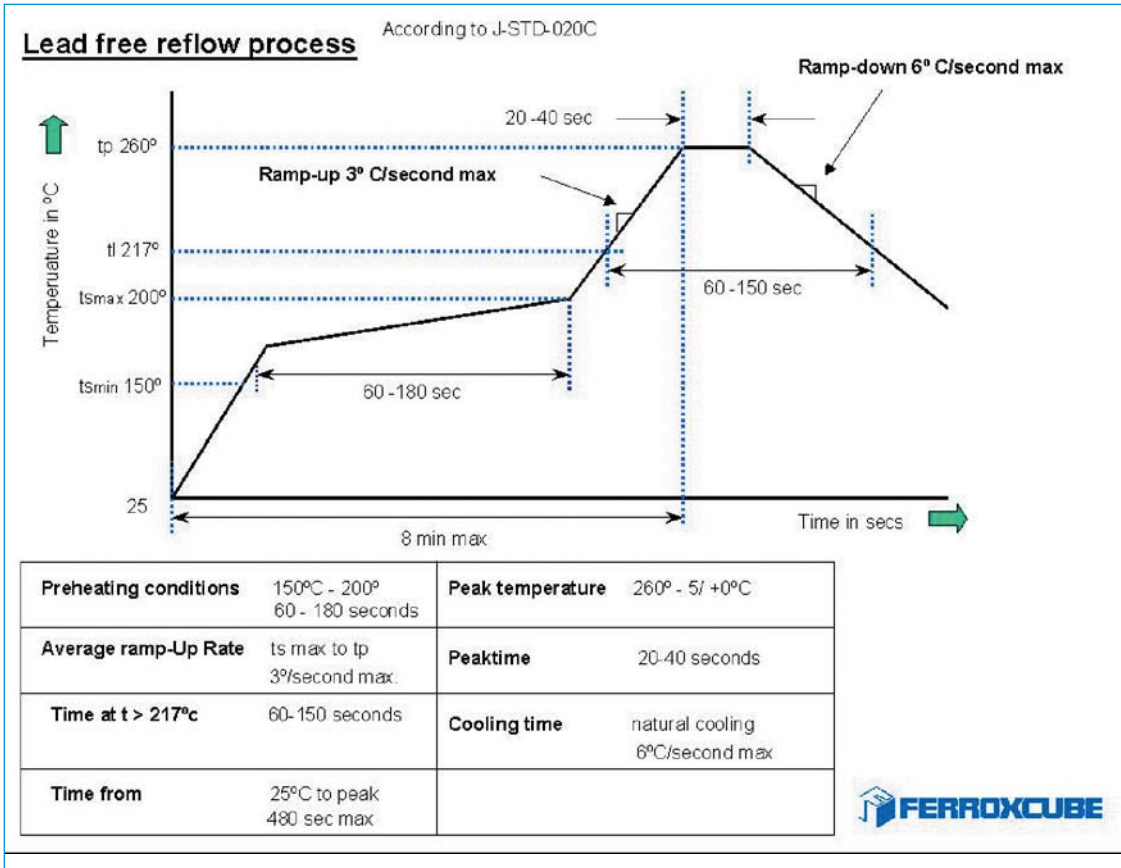 Lead free reflow process
According to J-STD-020C
Ramp-down 6º C/second max
20 -40 sec
tp 260º
Ramp-up 3º C/second max
Temperuature in ºC
tl 217º
tsmax 200º
60 -150 sec
tsmin 150º
60 -180 sec
25
Time in secs
8 min max
Preheating conditions
150ºC - 200º
60 - 180 seconds
Peak temperature
260º - 5/ +0ºC
Average ramp-Up Rate
ts max to tp
3º/second max.
Peaktime
20-40 seconds
Time at t > 217ºc
60-150 seconds
Cooling time
natural cooling
6ºC/second max
Time from
25ºC to peak
480 sec max
FERROXCUBE